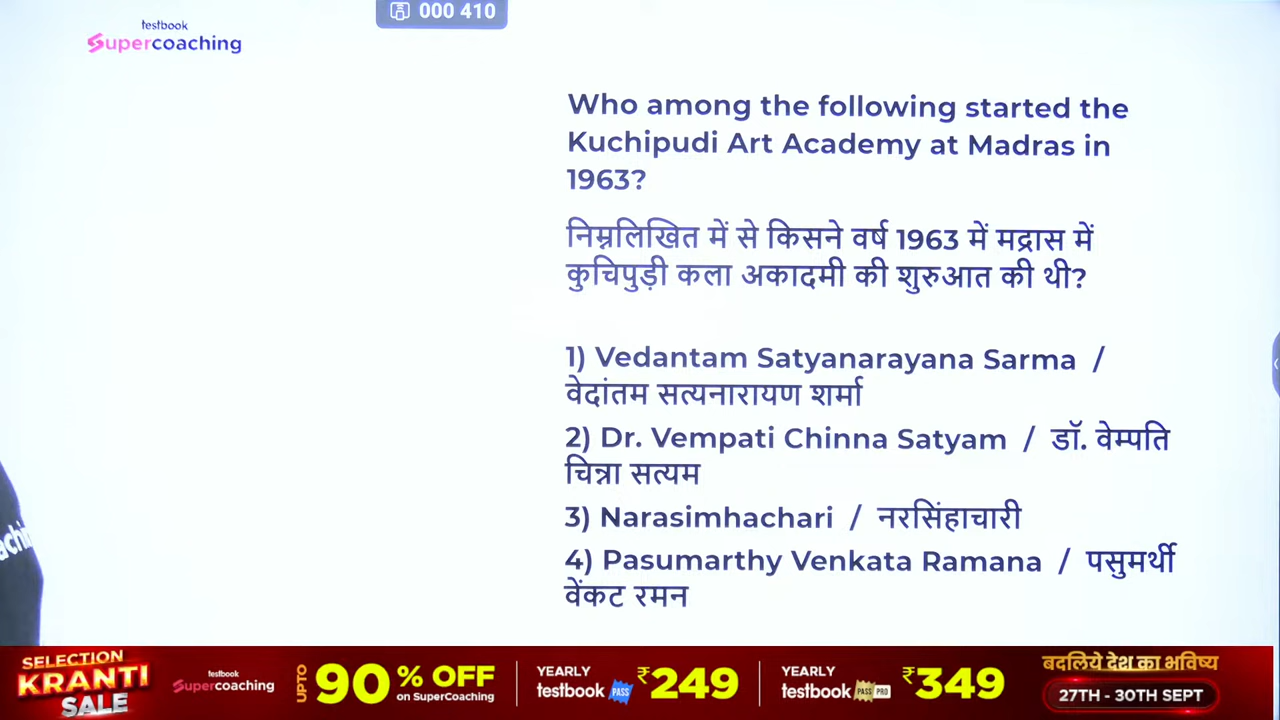 testbook
Supercoaching
000 410
Who among the following started the
Kuchipudi Art Academy at Madras in
1963?
निम्नलिखित में से किसने वर्ष 1963 में मद्रास में
कुचिपुड़ी कला अकादमी की शुरुआत की थी?
1) Vedantam Satyanarayana Sarma /
वेदांतम सत्यनारायण शर्मा
2) Dr. Vempati Chinna Satyam / डॉ. वेम्पति
चिन्ना सत्यम
3) Narasimhachari / नरसिंहाचारी
4) Pasumarthy Venkata Ramana / पसुमर्थी
वेंकट रमन
achi
SELECTION
KRANTI
SALE
testbook
Supercoaching
UPTO
90% OFF
on SuperCoaching
YEARLY
testbook PASS
₹249
YEARLY
testbook PASS PRO
₹349
बदलिये देश का भविष्य
27TH - 30TH SEPT